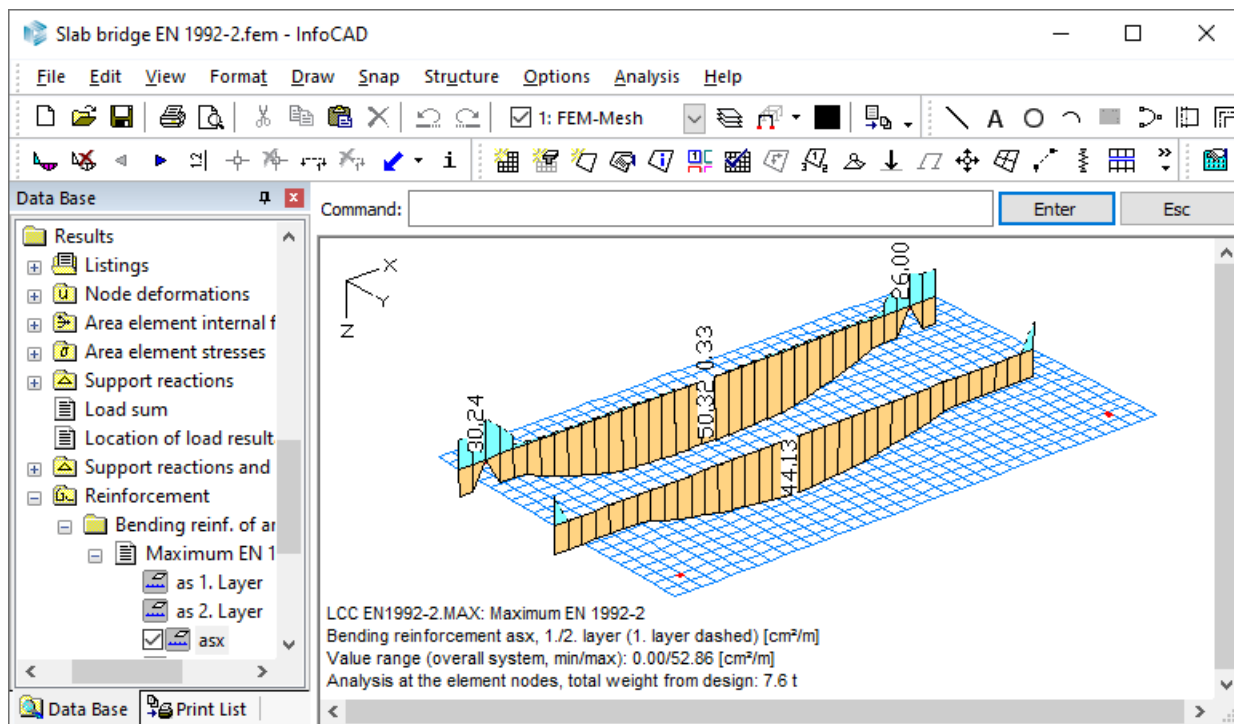 Slab bridge EN 1992-2.fem - InfoCAD
File Edit View Format Draw Snap Structure Options Analysis Help
1: FEM-Mesh
Data Base
Command:
Enter
Esc
Results
Listings
Node deformations
Area element internal f
Area element stresses
Support reactions
Load sum
Location of load result
Support reactions and
Reinforcement
Bending reinf. of ar
Maximum EN 1
as 1. Layer
as 2. Layer
asx
Data Base
Print List
X
Y
Z
26.00
0.33
50.32
30.24
44.13
LCC EN1992-2.MAX: Maximum EN 1992-2
Bending reinforcement asx, 1./2. layer (1. layer dashed) [cm²/m]
Value range (overall system, min/max): 0.00/52.86 [cm²/m]
Analysis at the element nodes, total weight from design: 7.6 t